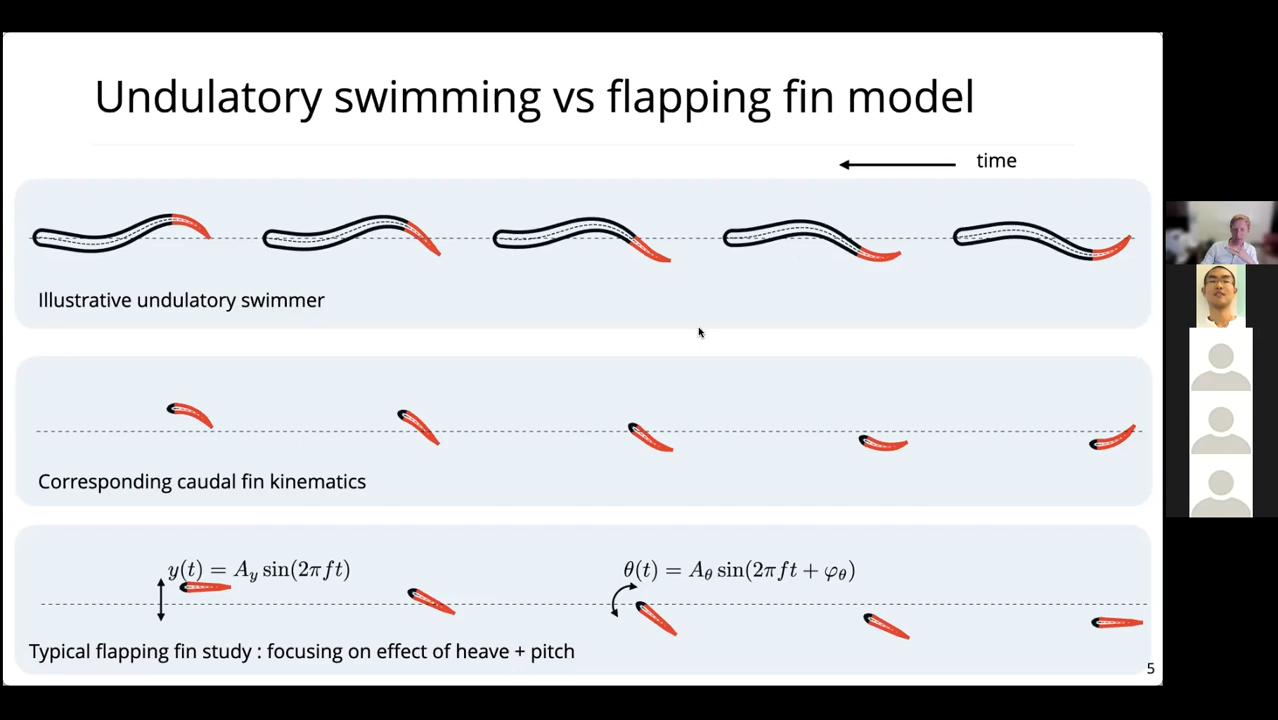 Undulatory swimming vs flapping fin model
time
Illustrative undulatory swimmer
Corresponding caudal fin kinematics
y(t) = A_y sin(2πft)
θ(t) = A_θ sin(2πft + φ_θ)
Typical flapping fin study : focusing on effect of heave + pitch
5